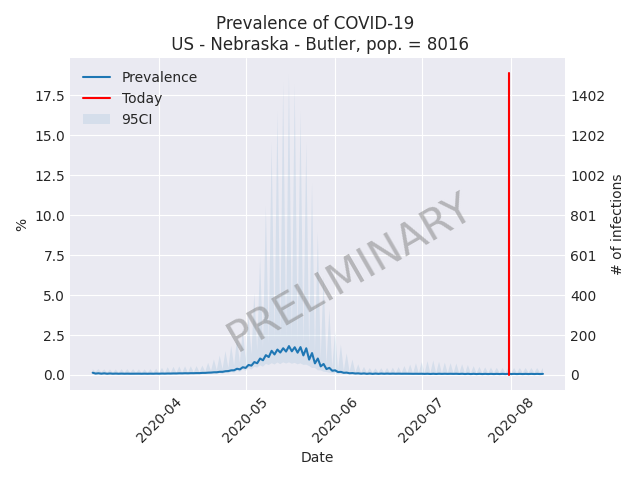 Prevalence of COVID-19
US - Nebraska - Butler, pop. = 8016
Prevalence
Today
95CI
17.5
15.0
12.5
10.0
7.5
5.0
2.5
0.0
%
1402
1202
1002
801
601
400
200
0
# of infections
PRELIMINARY
2020-04
2020-05
2020-06
2020-07
2020-08
Date